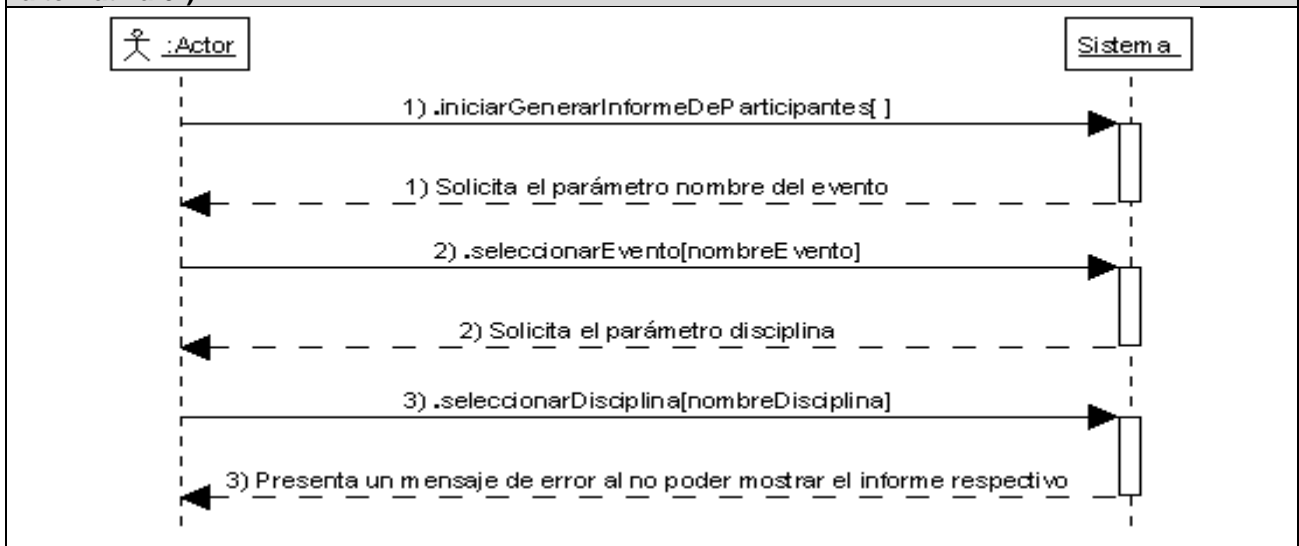 :Actor
Sistema
1) .iniciarGenerarInformeDeParticipantes[ ]
1) Solicita el parámetro nombre del evento
2) .seleccionarEvento[nombreEvento]
2) Solicita el parámetro disciplina
3) .seleccionarDisciplina[nombreDisciplina]
3) Presenta un mensaje de error al no poder mostrar el informe respectivo